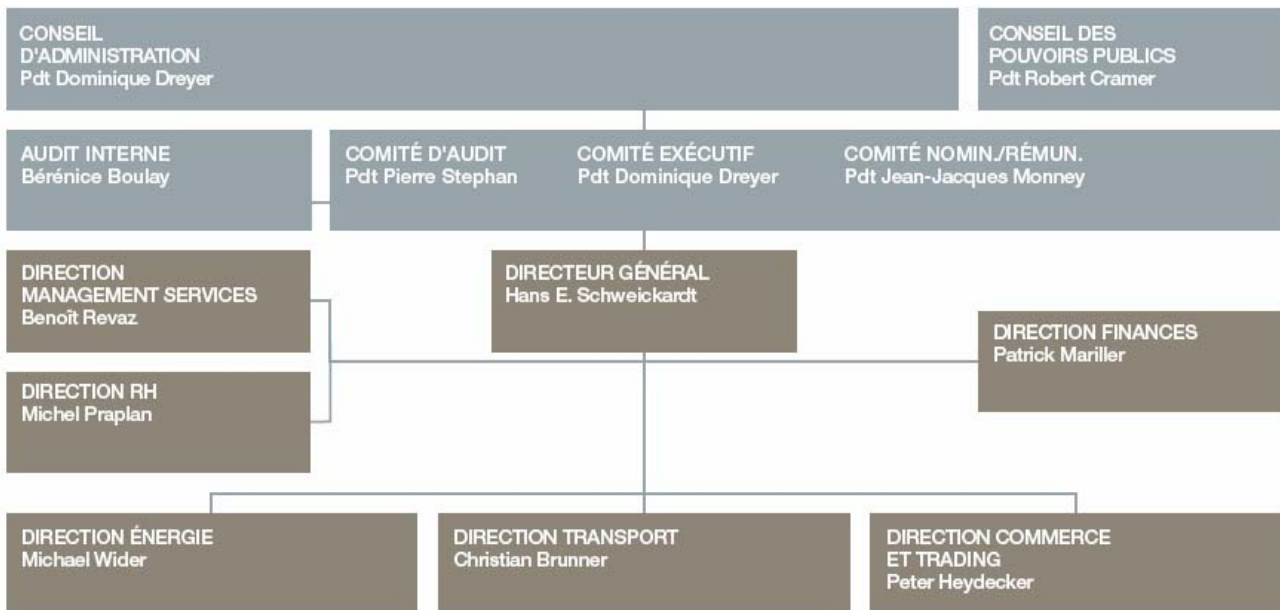 CONSEIL
D'ADMINISTRATION
Pdt Dominique Dreyer
CONSEIL DES
POUVOIRS PUBLICS
Pdt Robert Cramer
AUDIT INTERNE
Bérénice Boulay
COMITÉ D'AUDIT
Pdt Pierre Stephan
COMITÉ EXÉCUTIF
Pdt Dominique Dreyer
COMITÉ NOMIN./RÉMUN.
Pdt Jean-Jacques Monney
DIRECTION
MANAGEMENT SERVICES
Benoît Revaz
DIRECTEUR GÉNÉRAL
Hans E. Schweickardt
DIRECTION FINANCES
Patrick Mariller
DIRECTION RH
Michel Praplan
DIRECTION ÉNERGIE
Michael Wider
DIRECTION TRANSPORT
Christian Brunner
DIRECTION COMMERCE
ET TRADING
Peter Heydecker